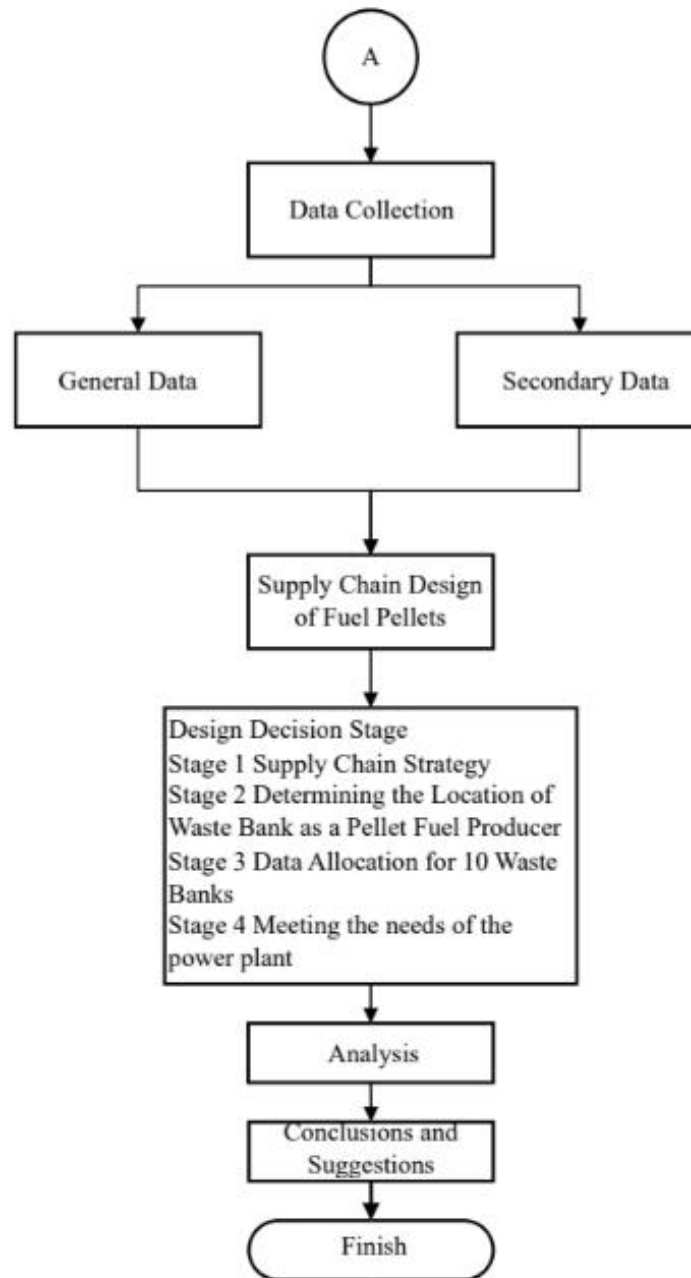 A
Data Collection
General Data
Secondary Data
Supply Chain Design
of Fuel Pellets
Design Decision Stage
Stage 1 Supply Chain Strategy
Stage 2 Determining the Location of
Waste Bank as a Pellet Fuel Producer
Stage 3 Data Allocation for 10 Waste
Banks
Stage 4 Meeting the needs of the
power plant
Analysis
Conclusions and
Suggestions
Finish